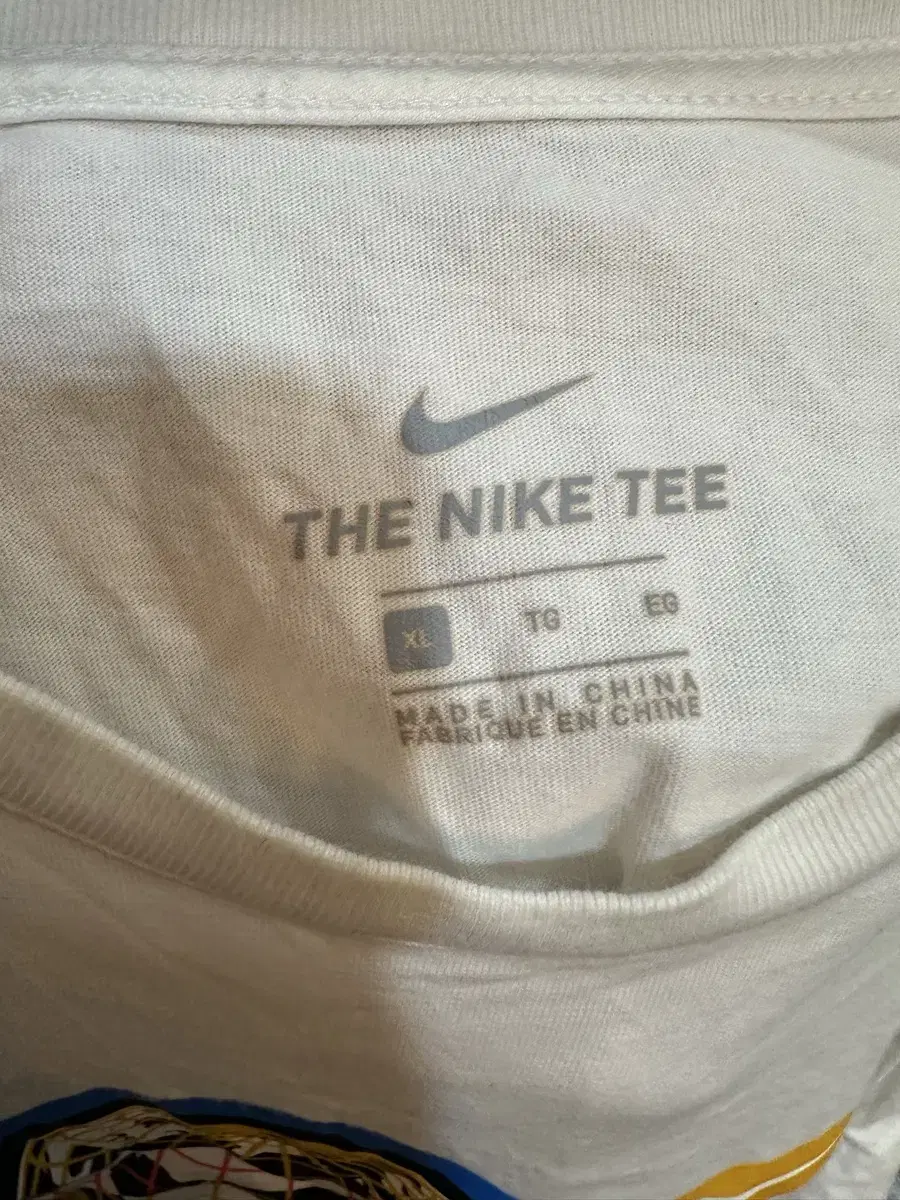 THE NIKE TEE
XL TG EG
MADE IN CHINA
FABRIQUE EN CHINE